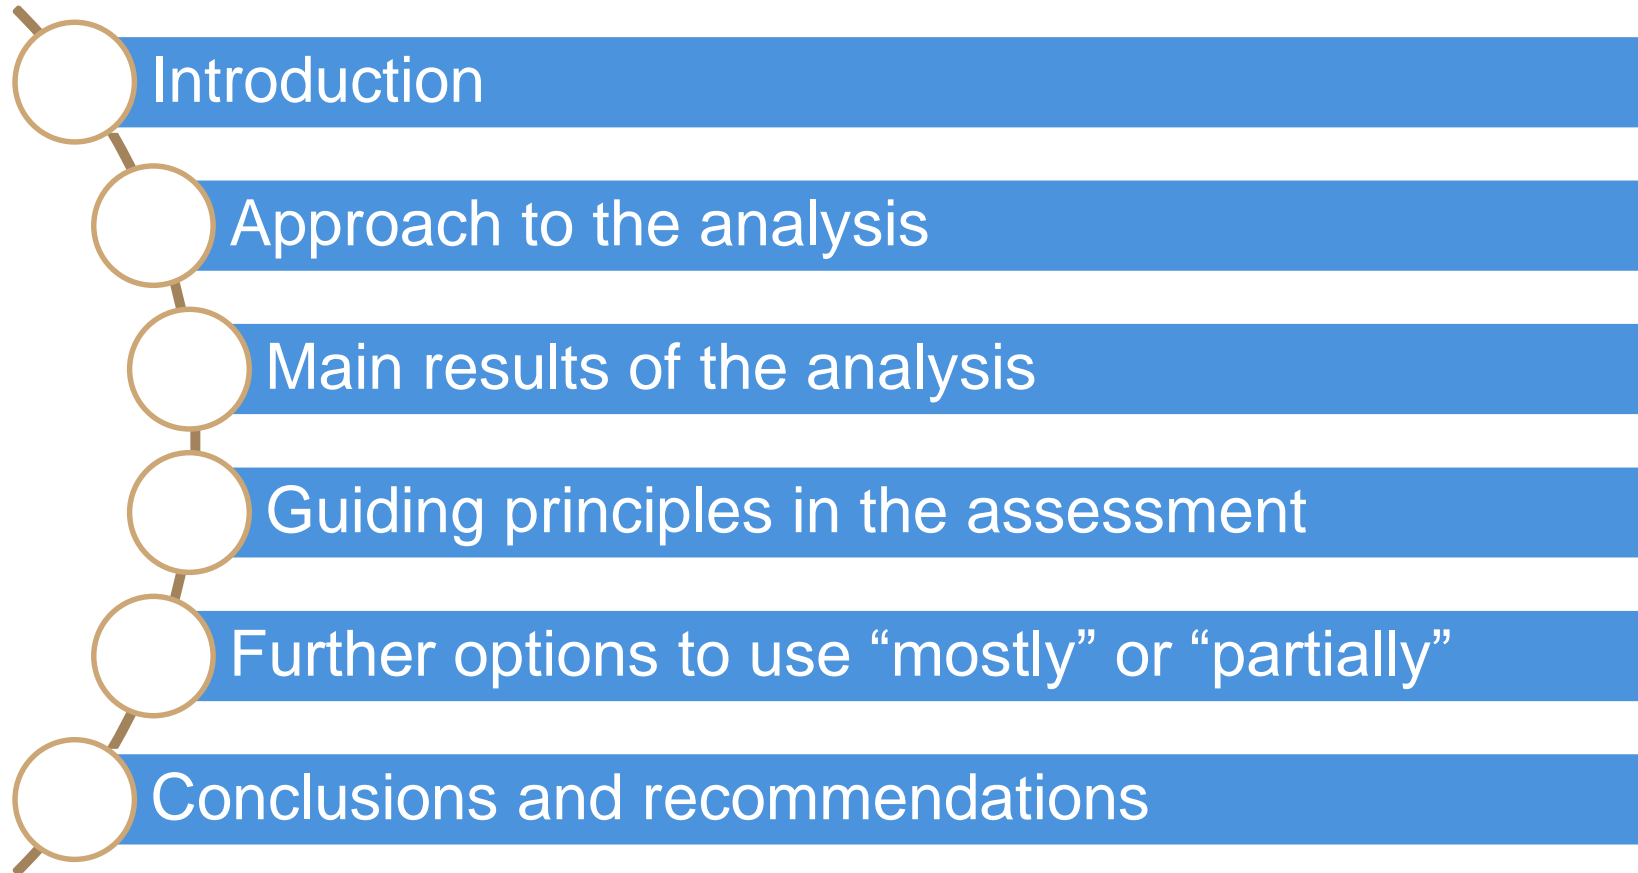 Introduction
Approach to the analysis
Main results of the analysis
Guiding principles in the assessment
Further options to use “mostly” or “partially”
Conclusions and recommendations